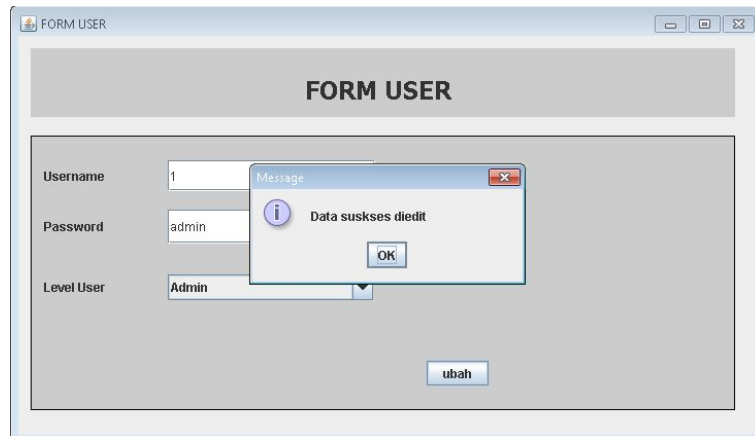 FORM USER
FORM USER
Username
1
Message
Data suskses diedit
Password
admin
OK
Level User
Admin
ubah